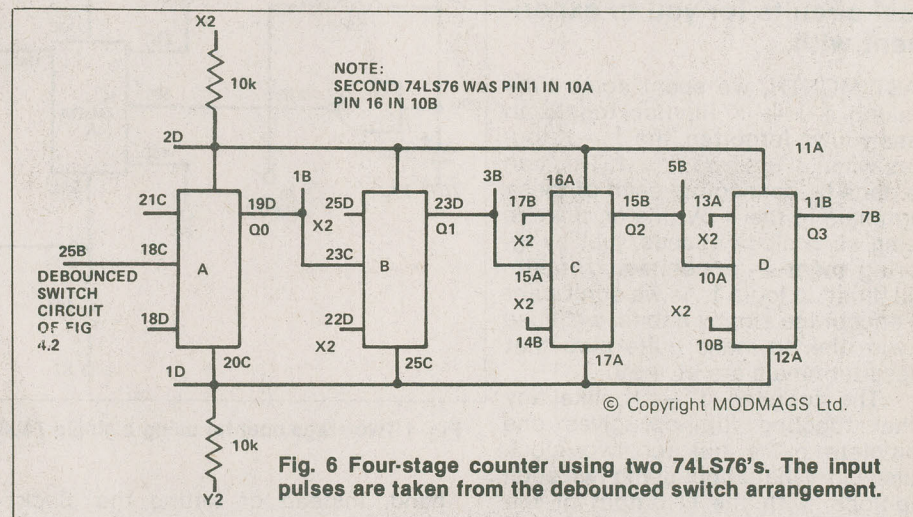 X2
10k
NOTE:
SECOND 74LS76 WAS PIN1 IN 10A
PIN 16 IN 10B
2D
11A
21C
19D
1B
Q0
25D
X2
23D
3B
Q1
16A
17B
X2
15B
5B
Q2
13A
X2
11B
7B
Q3
25B
18C
A
23C
B
15A
C
10A
D
DEBOUNCED
SWITCH
CIRCUIT
OF FIG
4.2
18D
22D
X2
X2
14B
X2
10B
1D
20C
25C
17A
12A
© Copyright MODMAGS Ltd.
10k
Y2
Fig. 6 Four-stage counter using two 74LS76's. The input
pulses are taken from the debounced switch arrangement.